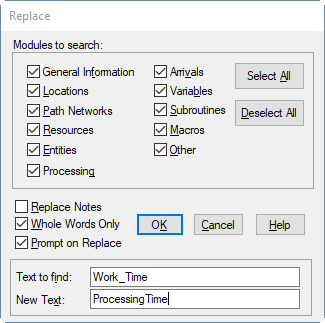 Replace
Modules to search:
General Information
Arrivals
Select All
Locations
Variables
Path Networks
Subroutines
Deselect All
Resources
Macros
Entities
Other
Processing
Replace Notes
Whole Words Only
OK
Cancel
Help
Prompt on Replace
Text to find:
Work_Time
New Text:
ProcessingTime